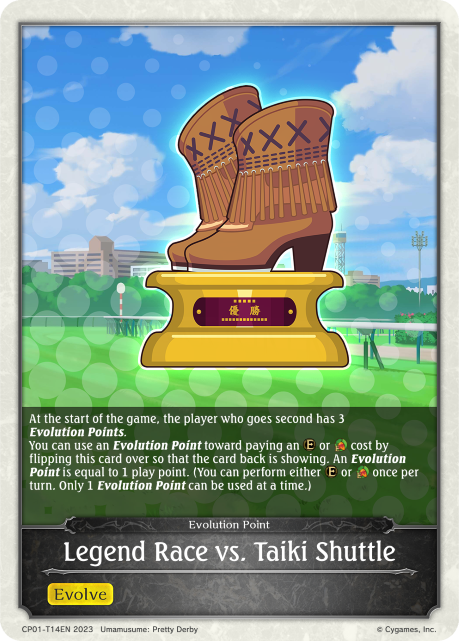 優勝
At the start of the game, the player who goes second has 3
Evolution Points.
You can use an Evolution Point toward paying an E or cost by
flipping this card over so that the card back is showing. An Evolution
Point is equal to 1 play point. (You can perform either E or once per
turn. Only 1 Evolution Point can be used at a time.)
Evolution Point
Legend Race vs. Taiki Shuttle
Evolve
CP01-T14EN 2023 Umamusume: Pretty Derby © Cygames, Inc.